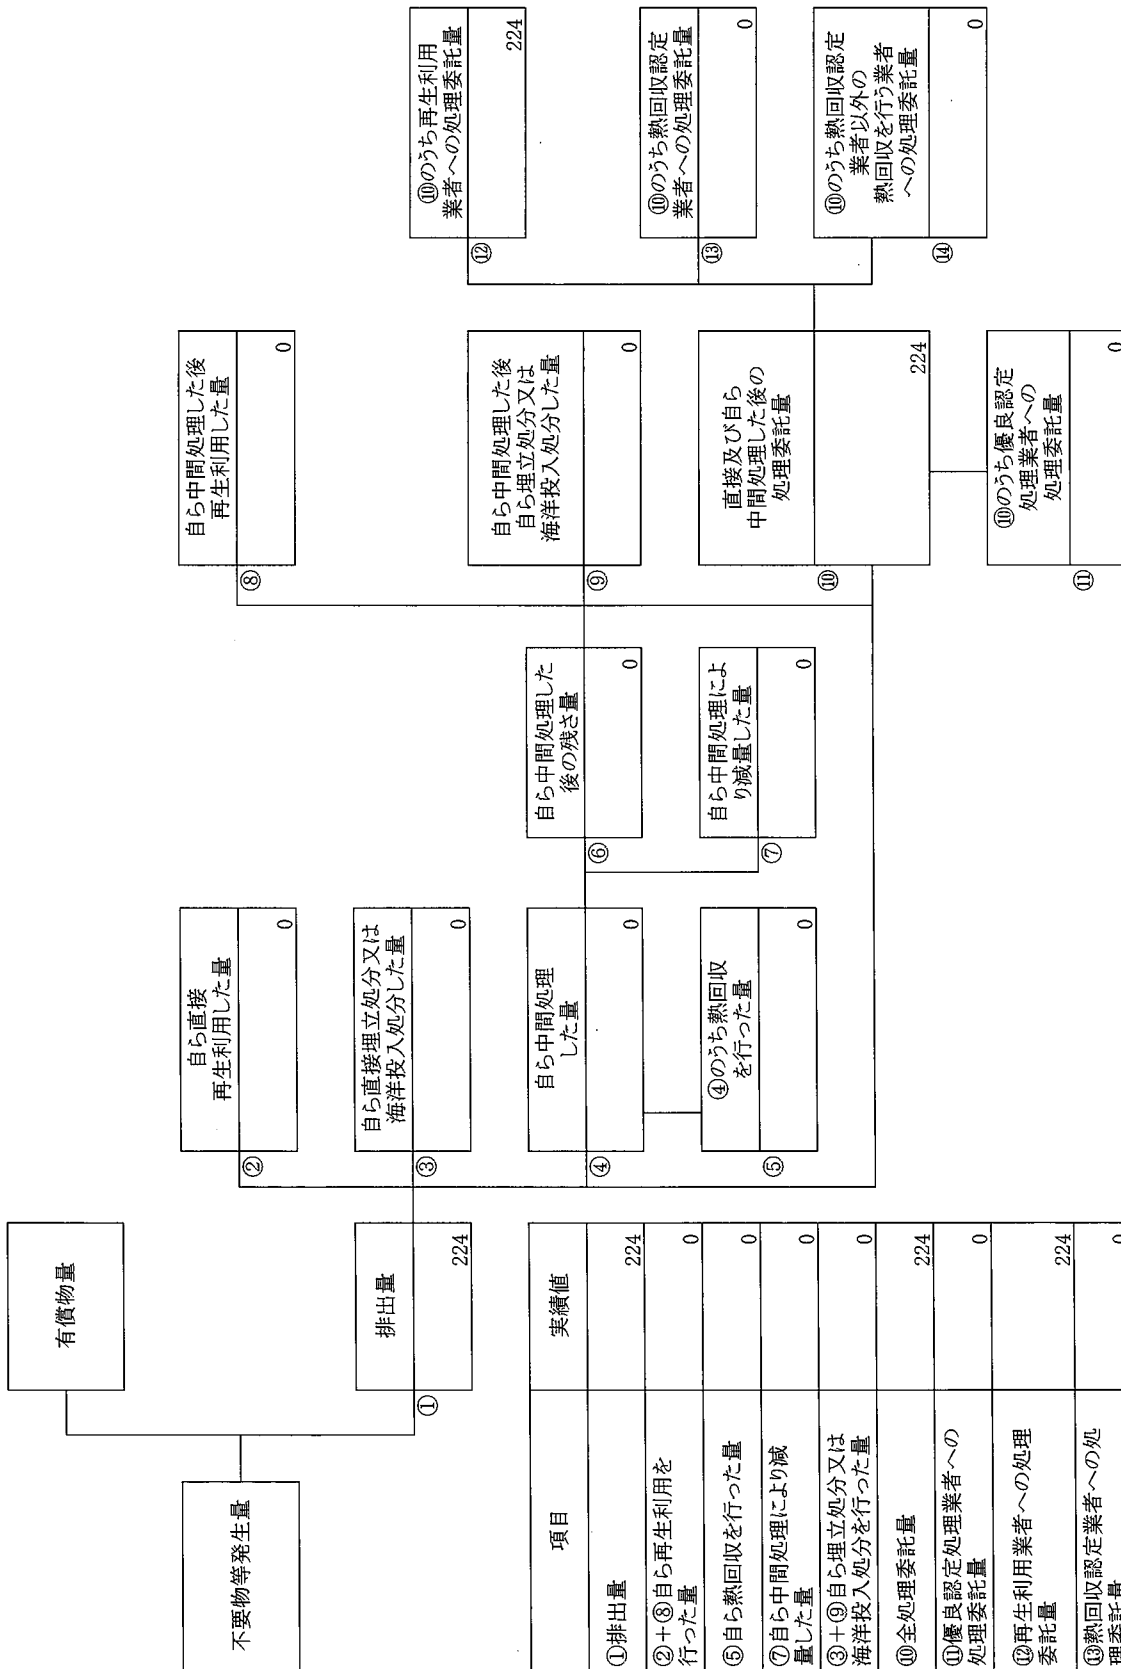 不要物等発生量
有償物量
①
排出量
224
②
自ら直接
再生利用した量
0
③
自ら直接埋立処分又は
海洋投入処分した量
0
④
自ら中間処理
した量
0
⑤
④のうち熱回収
を行った量
0
⑥
自ら中間処理した
後の残さ量
0
⑦
自ら中間処理によ
り減量した量
0
⑧
自ら中間処理した後
再生利用した量
0
⑨
自ら中間処理した後
自ら埋立処分又は
海洋投入処分した量
0
⑩
直接及び自ら
中間処理した後の
処理委託量
224
⑪
⑩のうち優良認定
処理業者への
処理委託量
0
⑫
⑩のうち再生利用
業者への処理委託量
224
⑬
⑩のうち熱回収認定
業者への処理委託量
0
⑭
⑩のうち熱回収認定
業者以外の
熱回収を行う業者
への処理委託量
0
項目
実績値
①排出量
224
②+⑧自ら再生利用を
行った量
0
⑤自ら熱回収を行った量
0
⑦自ら中間処理により減
量した量
0
③+⑨自ら埋立処分又は
海洋投入処分を行った量
0
⑩全処理委託量
224
⑪優良認定処理業者への
処理委託量
0
⑫再生利用業者への処理
委託量
224
⑬熱回収認定業者への処
理委託量
0